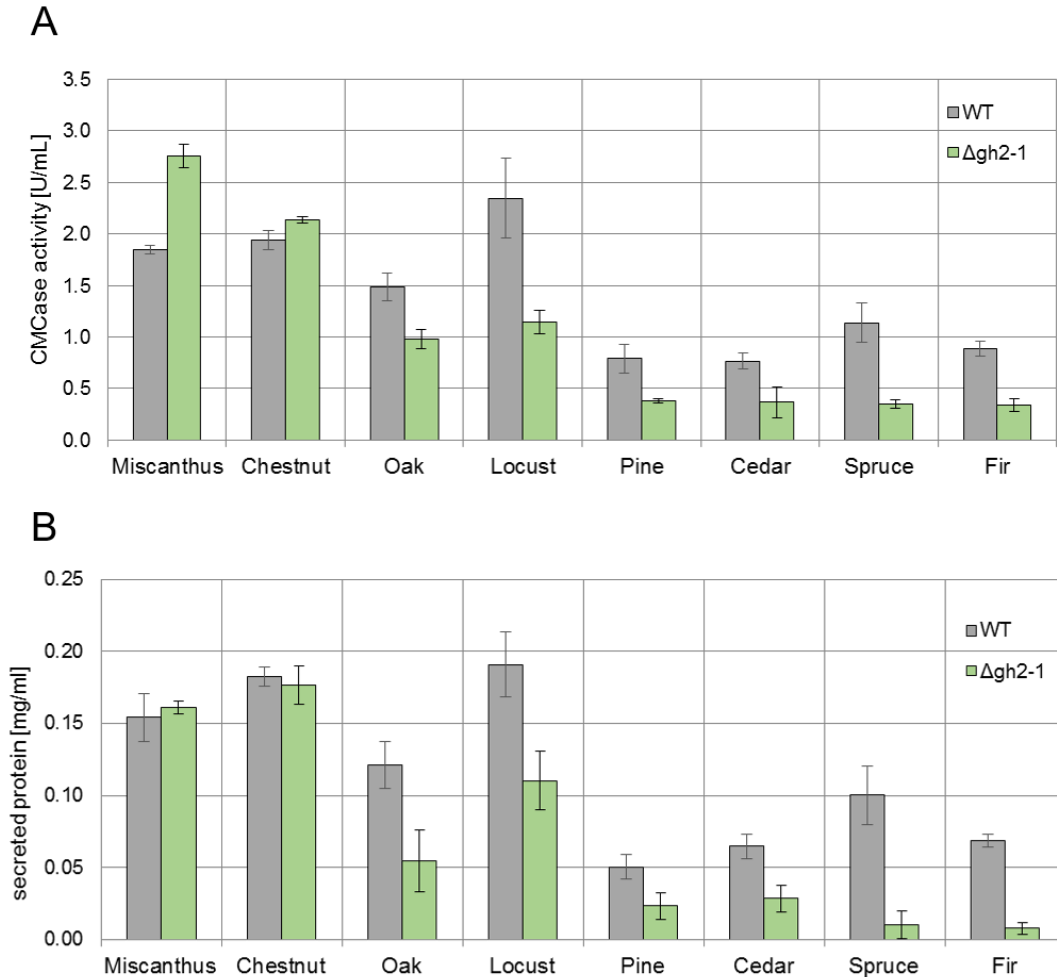 A
CMCase activity [U/mL]
3.5
3.0
2.5
2.0
1.5
1.0
0.5
0.0
WT
Δgh2-1
Miscanthus Chestnut Oak Locust Pine Cedar Spruce Fir
B
secreted protein [mg/ml]
0.25
0.20
0.15
0.10
0.05
0.00
WT
Δgh2-1
Miscanthus Chestnut Oak Locust Pine Cedar Spruce Fir